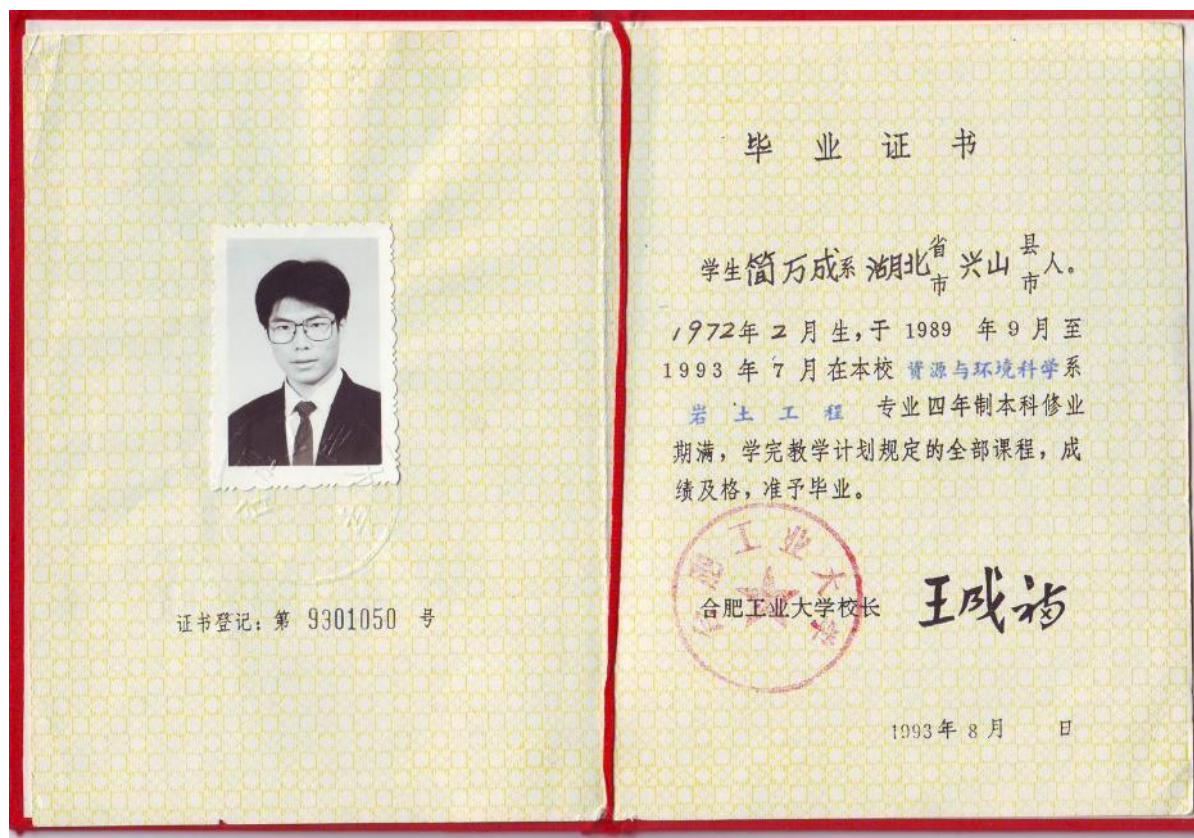 证书登记：第 9301050 号
毕业证书
学生简万成系湖北省市兴山县市人。
1972年2月生，于 1989 年9月至
1993 年 7 月在本校 资源与环境科学系
岩土工程 专业四年制本科修业
期满，学完教学计划规定的全部课程，成
绩及格，准予毕业。
合肥工业大学
合肥工业大学校长 王成福
1993年8月 日